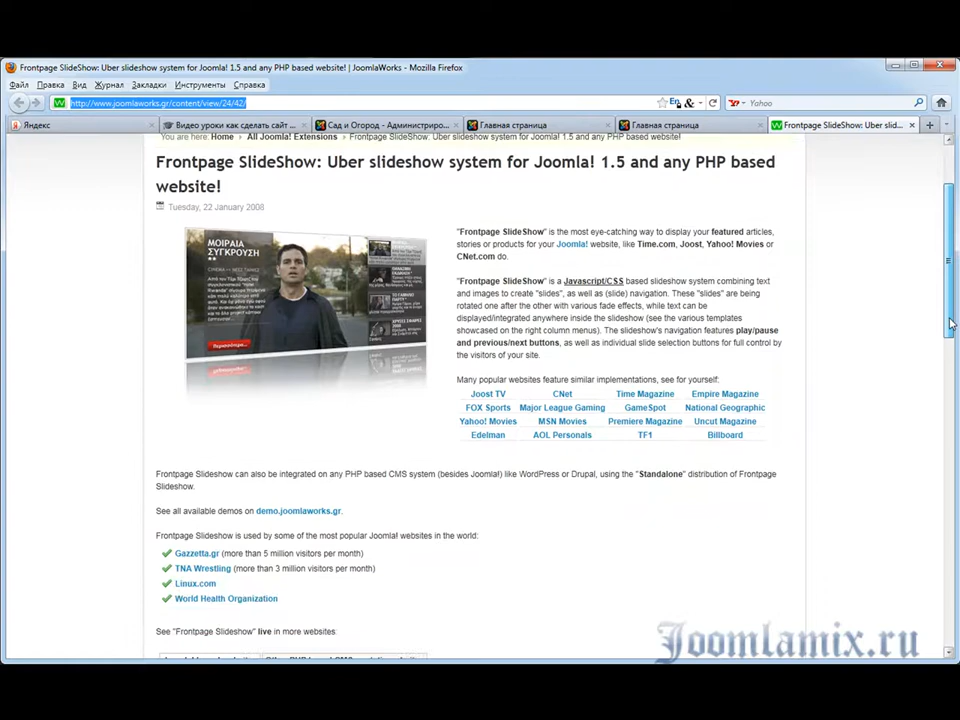 Frontpage SlideShow: Uber slideshow system for Joomla! 1.5 and any PHP based website! | JoomlaWorks - Mozilla Firefox
Файл Правка Вид Журнал Закладки Инструменты Справка
http://www.joomlaworks.gr/content/view/24/42/
Yahoo
Яндекс
Видео уроки как сделать сайт ...
Сад и Огород - Администриро...
Главная страница
Главная страница
Frontpage SlideShow: Uber slid...
You are here: Home › All Joomla! Extensions › Frontpage SlideShow: Uber slideshow system for Joomla! 1.5 and any PHP based website!
Frontpage SlideShow: Uber slideshow system for Joomla! 1.5 and any PHP based
website!
Tuesday, 22 January 2008
ΜΟΙΡΑΙΑ
ΣΥΓΚΡΟΥΣΗ
**
Περισσότερα...
"Frontpage SlideShow" is the most eye-catching way to display your featured articles,
stories or products for your Joomla! website, like Time.com, Joost, Yahoo! Movies or
CNet.com do.
"Frontpage SlideShow" is a Javascript/CSS based slideshow system combining text
and images to create "slides", as well as (slide) navigation. These "slides" are being
rotated one after the other with various fade effects, while text can be
displayed/integrated anywhere inside the slideshow (see the various templates
showcased on the right column menus). The slideshow's navigation features play/pause
and previous/next buttons, as well as individual slide selection buttons for full control by
the visitors of your site.
Many popular websites feature similar implementations, see for yourself:
Joost TV CNet Time Magazine Empire Magazine
FOX Sports Major League Gaming GameSpot National Geographic
Yahoo! Movies MSN Movies Premiere Magazine Uncut Magazine
Edelman AOL Personals TF1 Billboard
Frontpage Slideshow can also be integrated on any PHP based CMS system (besides Joomla!) like WordPress or Drupal, using the "Standalone" distribution of Frontpage
Slideshow.
See all available demos on demo.joomlaworks.gr.
Frontpage Slideshow is used by some of the most popular Joomla! websites in the world:
Gazzetta.gr (more than 5 million visitors per month)
TNA Wrestling (more than 3 million visitors per month)
Linux.com
World Health Organization
See "Frontpage Slideshow" live in more websites:
Joomlamix.ru